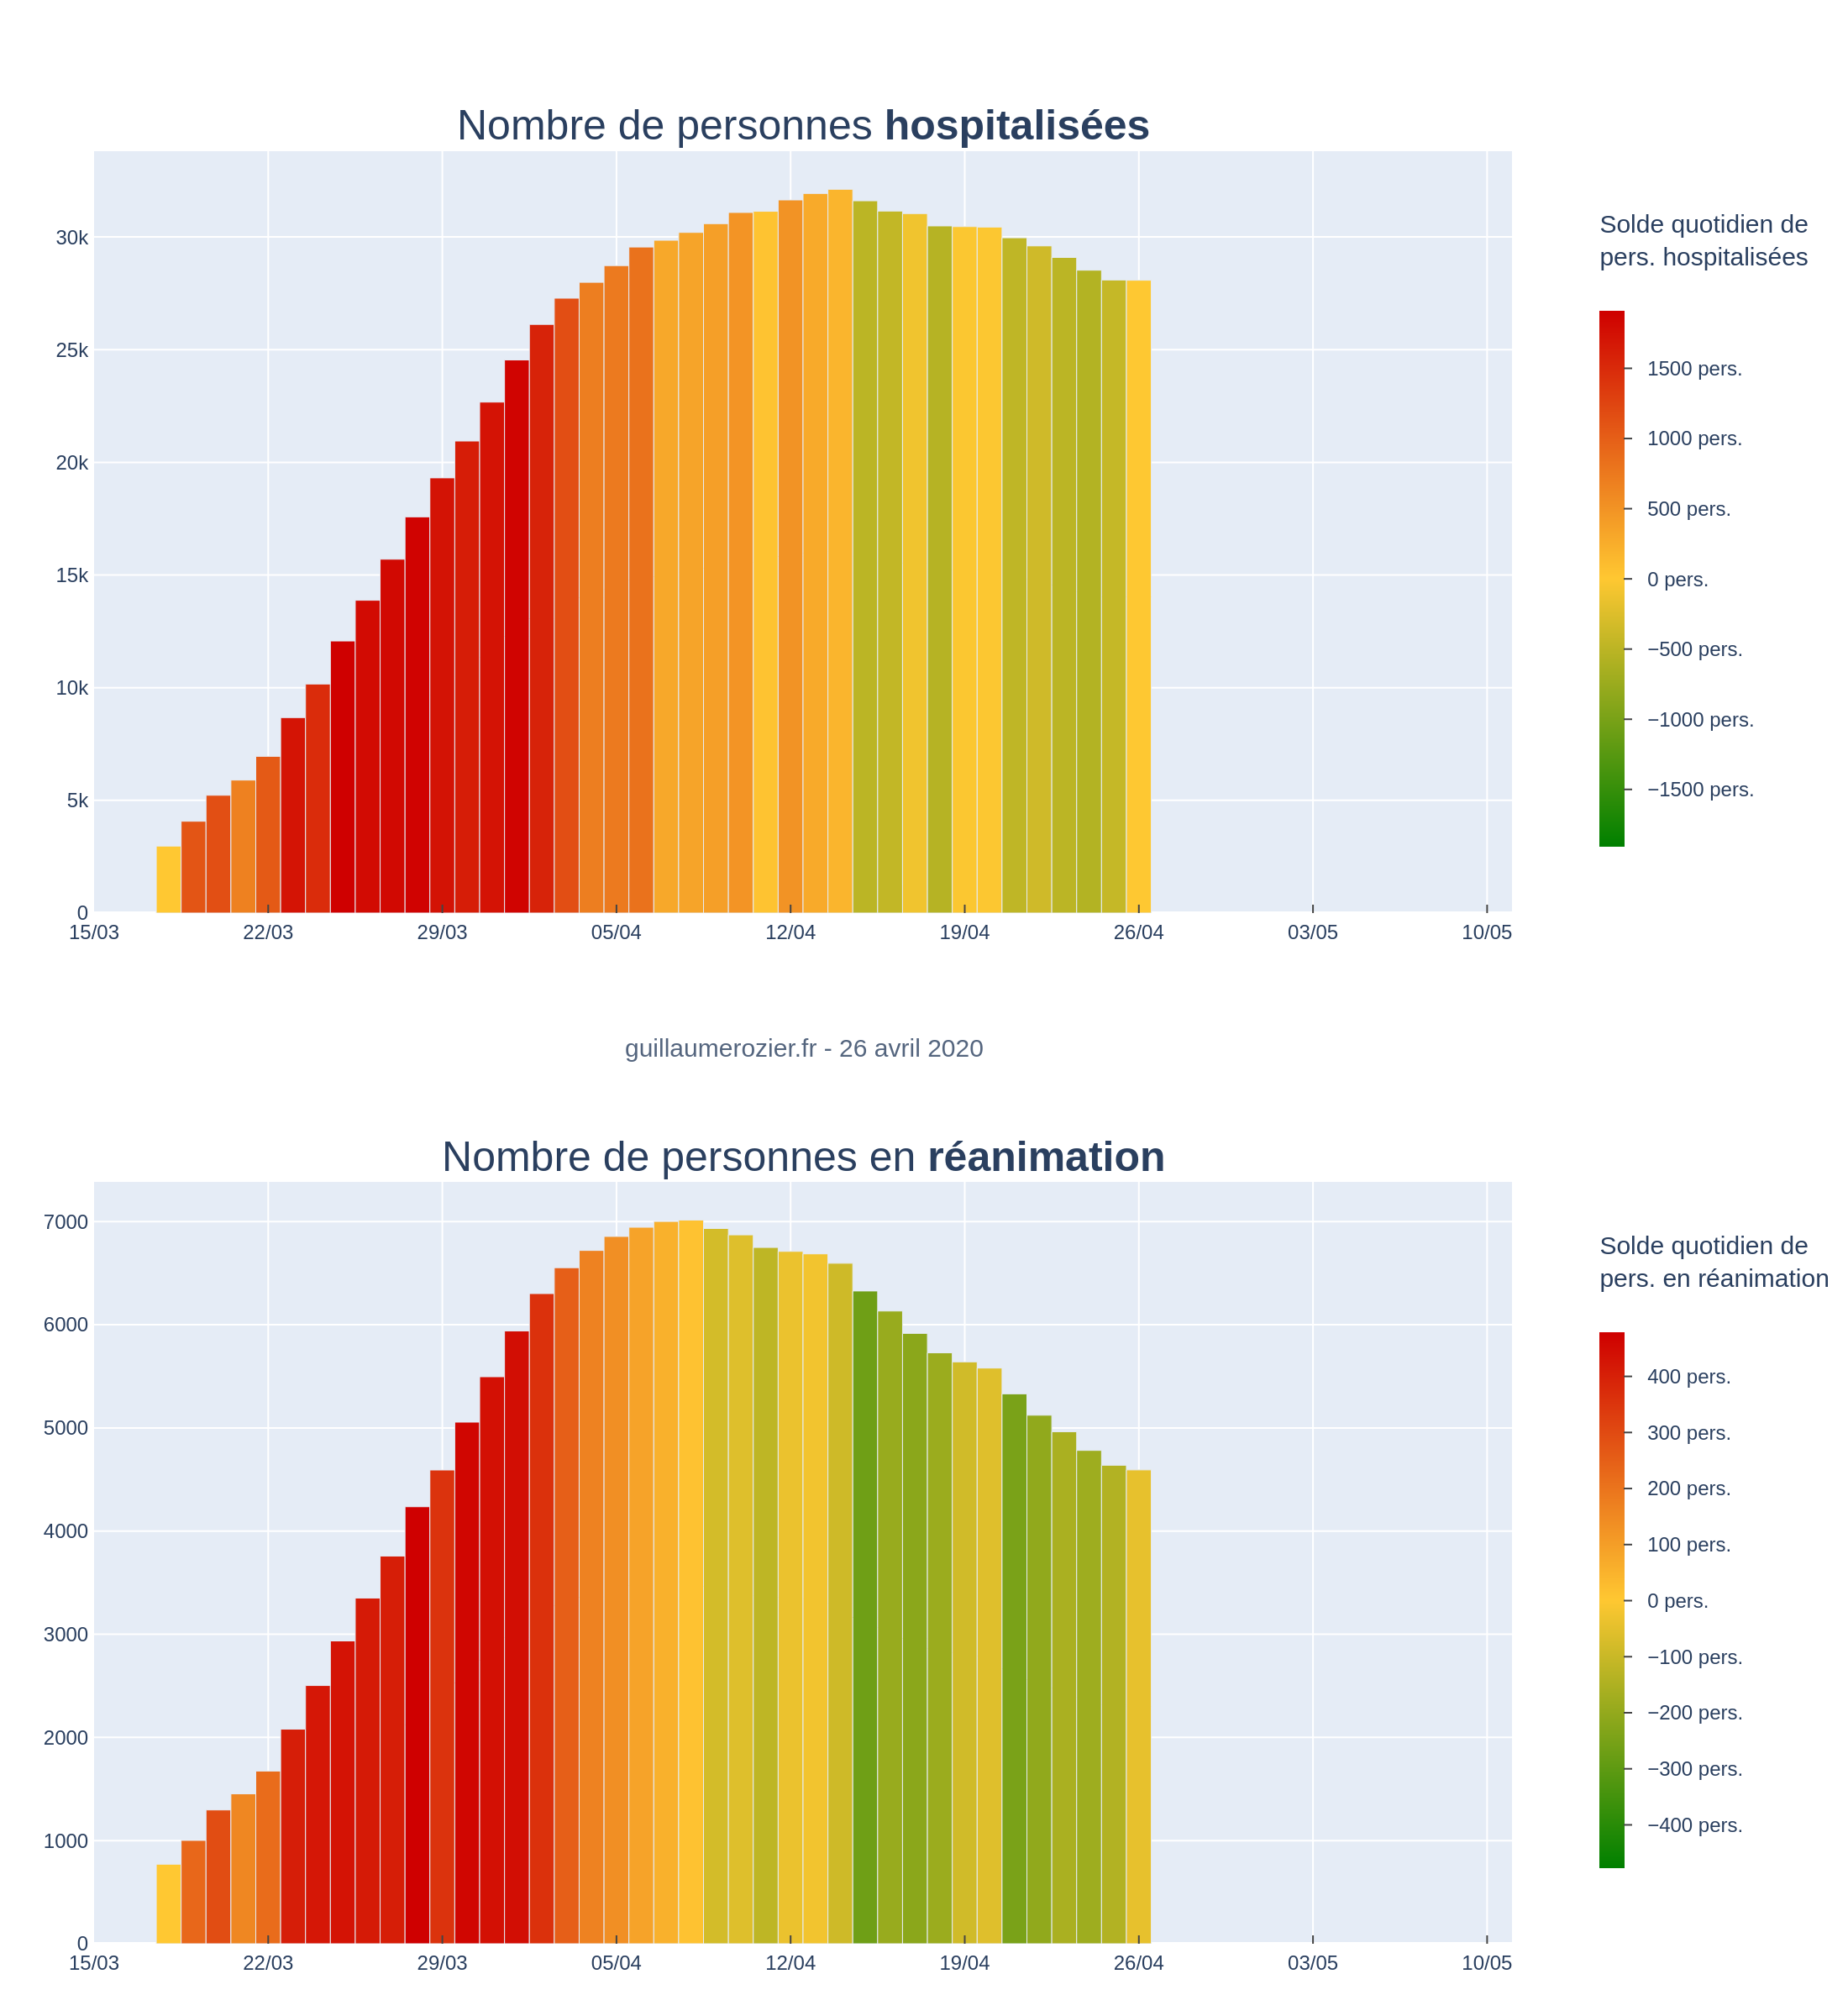 Nombre de personnes hospitalisées
30k
25k
20k
15k
10k
5k
0
15/03 22/03 29/03 05/04 12/04 19/04 26/04 03/05 10/05
Solde quotidien de
pers. hospitalisées
1500 pers.
1000 pers.
500 pers.
0 pers.
−500 pers.
−1000 pers.
−1500 pers.
guillaumerozier.fr - 26 avril 2020
Nombre de personnes en réanimation
7000
6000
5000
4000
3000
2000
1000
0
15/03 22/03 29/03 05/04 12/04 19/04 26/04 03/05 10/05
Solde quotidien de
pers. en réanimation
400 pers.
300 pers.
200 pers.
100 pers.
0 pers.
−100 pers.
−200 pers.
−300 pers.
−400 pers.